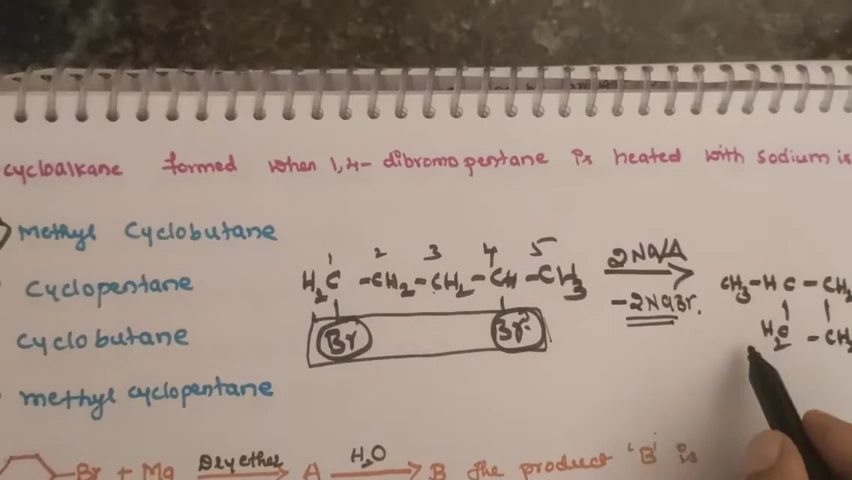 cycloalkane formed when 1,4- dibromo pentane is heated with sodium is
Methyl Cyclobutane
Cyclopentane
Cyclobutane
methyl cyclopentane
1 2 3 4 5
H2C -CH2-CH2-CH-CH3
Br Br
2Na/Δ
-2NaBr.
CH3-HC-CH2
H2C -CH2
-Br + Mg Dry ether A H2O B The product 'B' is